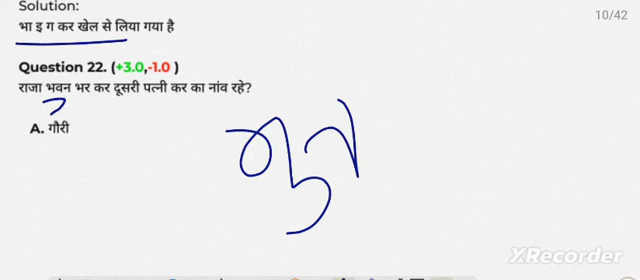 Solution:
10/42
भा इ ग कर खेल से लिया गया है
Question 22. (+3.0,-1.0 )
राजा भवन भर कर दूसरी पत्नी कर का नांव रहे?
A. गौरी
XRecorder